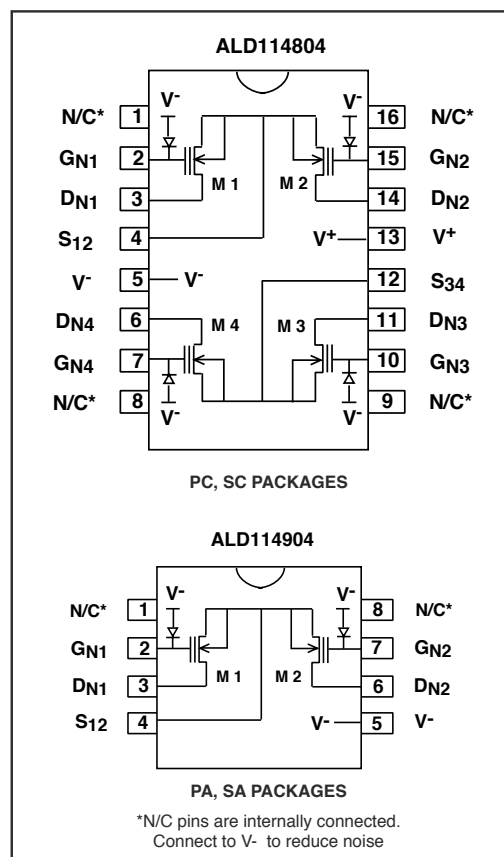 ALD114804
V- V-
N/C* 1 16 N/C*
GN1 2 15 GN2
M 1 M 2
DN1 3 14 DN2
S12 4 V+ 13 V+
V- 5 V- 12 S34
DN4 6 M 4 M 3 11 DN3
GN4 7 10 GN3
N/C* 8 V- V- 9 N/C*
PC, SC PACKAGES
ALD114904
V- V-
N/C* 1 8 N/C*
GN1 2 7 GN2
DN1 3 M 1 M 2 6 DN2
S12 4 V- 5 V-
PA, SA PACKAGES
*N/C pins are internally connected.
Connect to V- to reduce noise